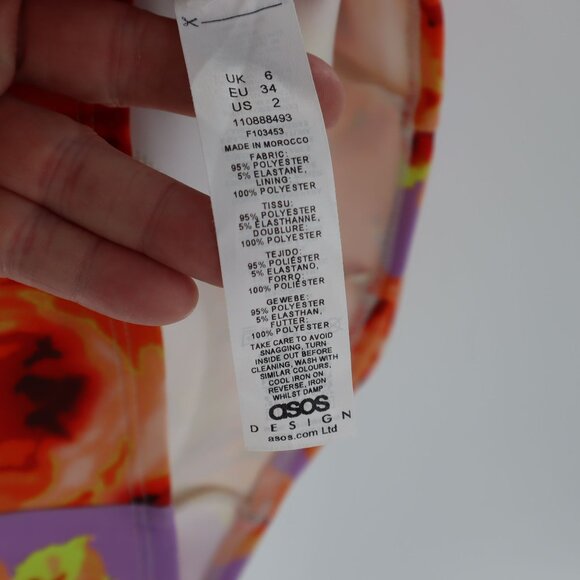 UK 6
EU 34
US 2
110888493
F103453
MADE IN MOROCCO
FABRIC:
95% POLYESTER
5% ELASTANE,
LINING:
100% POLYESTER
TISSU:
95% POLYESTER
5% ÉLASTHANNE,
DOUBLURE:
100% POLYESTER
TEJIDO:
95% POLIÉSTER
5% ELASTANO,
FORRO:
100% POLIÉSTER
GEWEBE:
95% POLYESTER
5% ELASTHAN,
FUTTER:
100% POLYESTER
TAKE CARE TO AVOID
SNAGGING, TURN
INSIDE OUT BEFORE
CLEANING, WASH WITH
SIMILAR COLOURS,
COOL IRON ON
REVERSE, IRON
WHILST DAMP
asos
DESIGN
asos.com Ltd